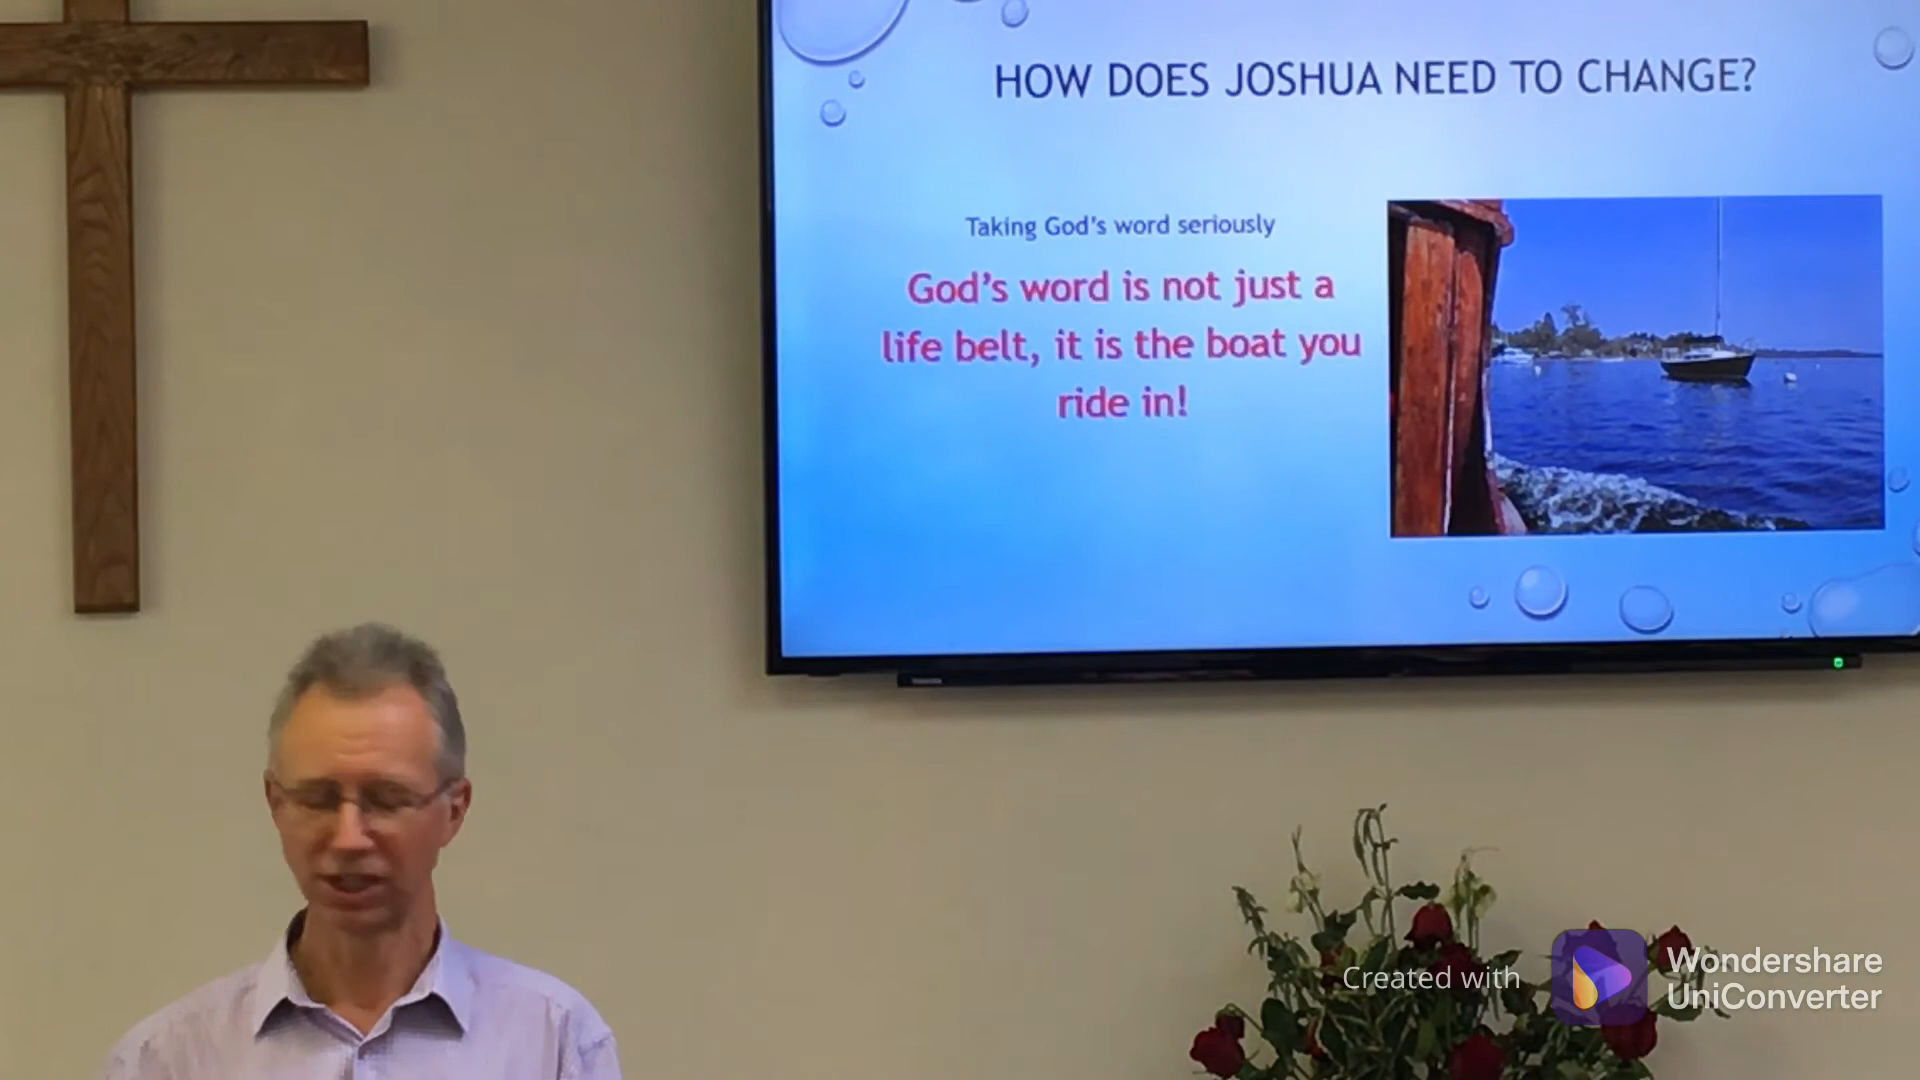 HOW DOES JOSHUA NEED TO CHANGE?
Taking God's word seriously
God's word is not just a
life belt, it is the boat you
ride in!
Created with
Wondershare
UniConverter